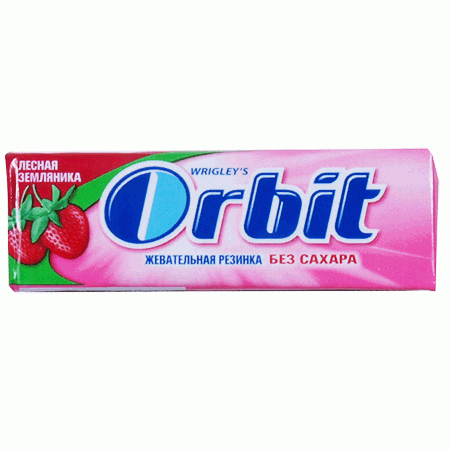 ЛЕСНАЯ
ЗЕМЛЯНИКА
WRIGLEY'S
Orbit
ЖЕВАТЕЛЬНАЯ РЕЗИНКА БЕЗ САХАРА